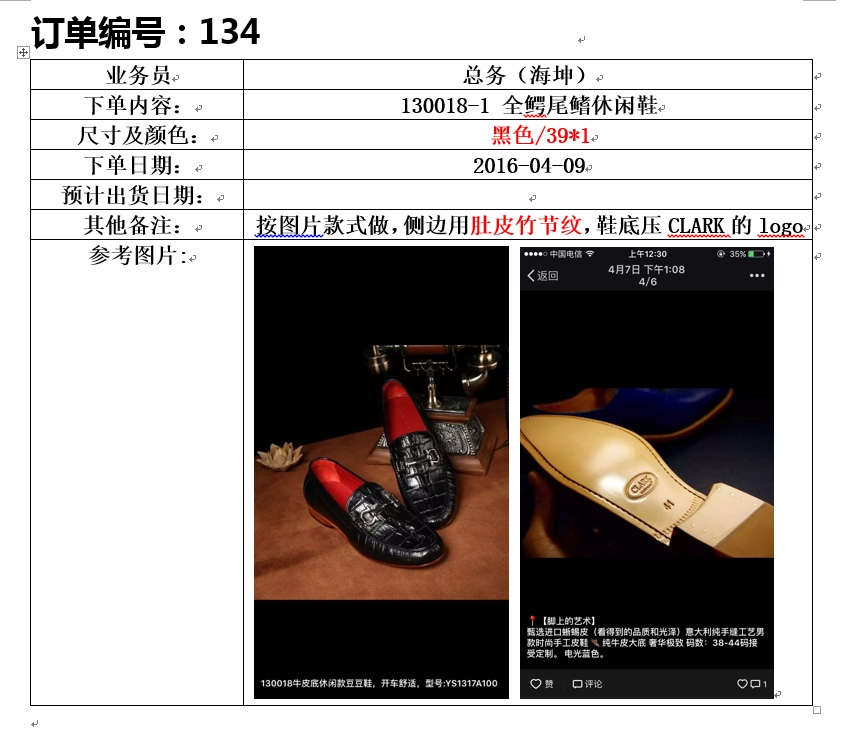 订单编号：134
业务员
总务（海坤）
下单内容：
130018-1 全鳄尾鳍休闲鞋
尺寸及颜色：
黑色/39*1
下单日期：
2016-04-09
预计出货日期：
其他备注：
按图片款式做，侧边用肚皮竹节纹，鞋底压 CLARK 的 logo
参考图片:
130018牛皮底休闲款豆豆鞋，开车舒适，型号:YS1317A100
中国电信
上午12:30
35%
返回
4月7日 下午1:08
4/6
CLARK
41
【脚上的艺术】
甄选进口蜥蜴皮（看得到的品质和光泽）意大利纯手缝工艺男
款时尚手工皮鞋 纯牛皮大底 奢华极致 码数：38-44码接
受定制。 电光蓝色。
赞
评论
1